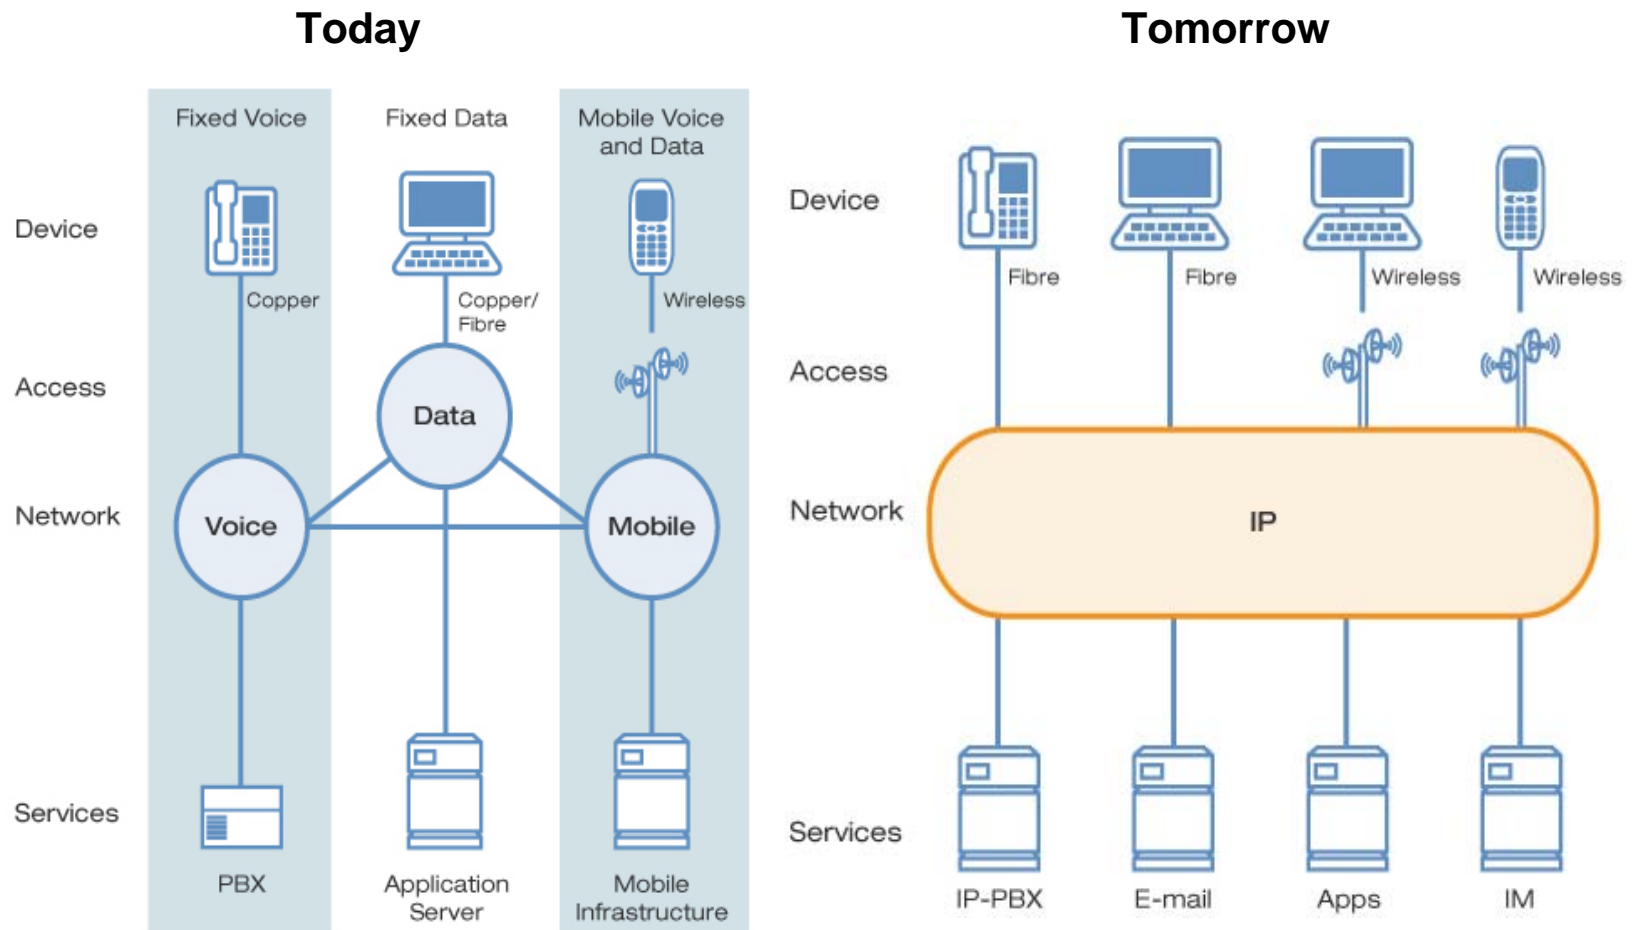 Today
Tomorrow
Fixed Voice
Fixed Data
Mobile Voice
and Data
Device
Copper
Copper/
Fibre
Wireless
Access
Data
Network
Voice
Mobile
Services
PBX
Application
Server
Mobile
Infrastructure
Device
Fibre
Fibre
Wireless
Wireless
Access
Network
IP
Services
IP-PBX
E-mail
Apps
IM